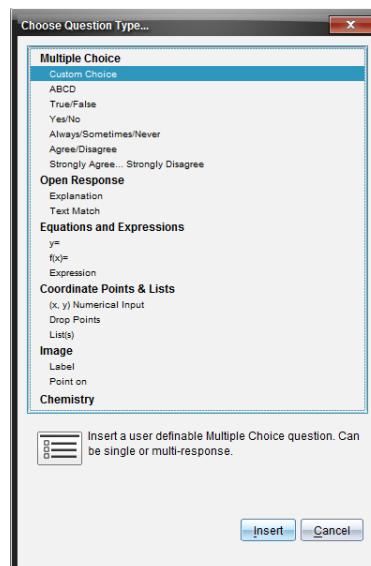 Choose Question Type...
Multiple Choice
Custom Choice
ABCD
True/False
Yes/No
Always/Sometimes/Never
Agree/Disagree
Strongly Agree... Strongly Disagree
Open Response
Explanation
Text Match
Equations and Expressions
y=
f(x)=
Expression
Coordinate Points & Lists
(x, y) Numerical Input
Drop Points
List(s)
Image
Label
Point on
Chemistry
Insert a user definable Multiple Choice question. Can
be single or multi-response.
Insert Cancel